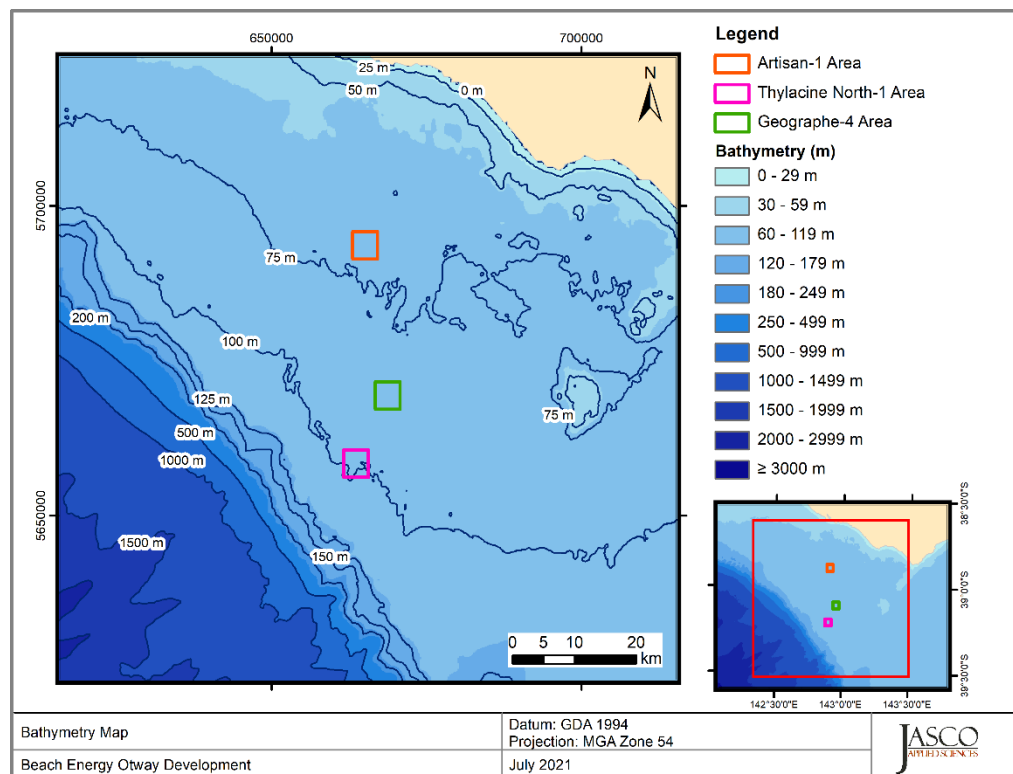 650000
700000
25 m
50 m
0 m
N
5700000
75 m
200 m
100 m
125 m
75 m
500 m
1000 m
5650000
1500 m
150 m
0 5 10 20
km
Legend
Artisan-1 Area
Thylacine North-1 Area
Geographe-4 Area
Bathymetry (m)
0 - 29 m
30 - 59 m
60 - 119 m
120 - 179 m
180 - 249 m
250 - 499 m
500 - 999 m
1000 - 1499 m
1500 - 1999 m
2000 - 2999 m
≥ 3000 m
38°30'0"S
39°0'0"S
39°30'0"S
142°30'0"E
143°0'0"E
143°30'0"E
Bathymetry Map
Beach Energy Otway Development
Datum: GDA 1994
Projection: MGA Zone 54
July 2021
JASCO
APPLIED SCIENCES